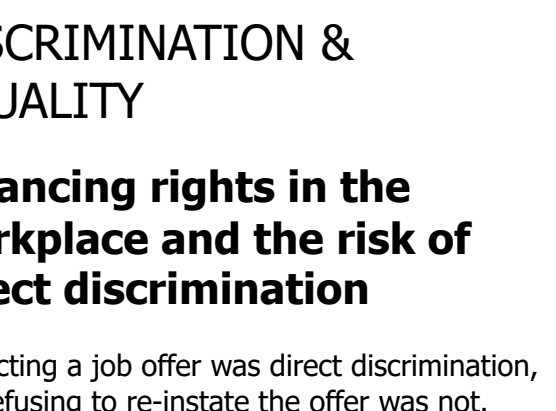 SCRIMINATION &
UALITY
ancing rights in the
rkplace and the risk of
ect discrimination
cting a job offer was direct discrimination,
efusing to re-instate the offer was not.